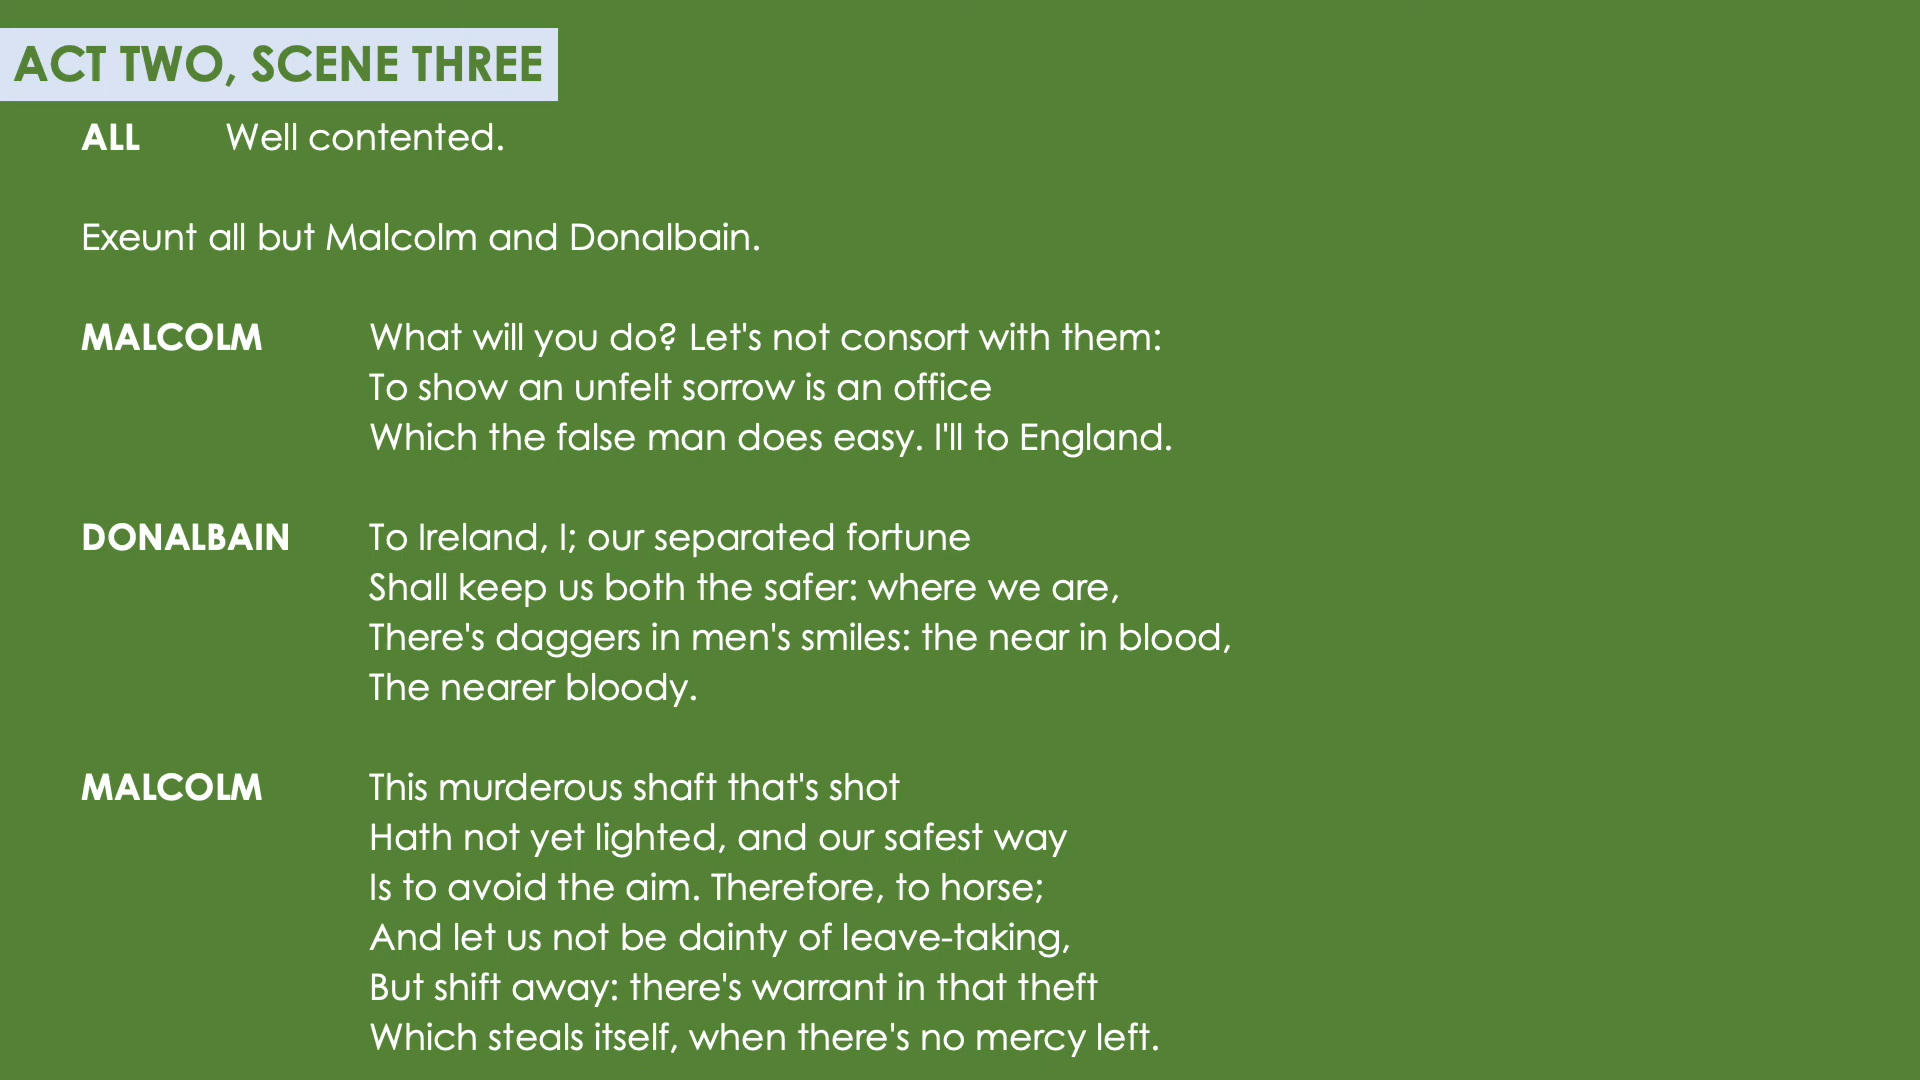 ACT TWO, SCENE THREE
ALL Well contented.
Exeunt all but Malcolm and Donalbain.
MALCOLM What will you do? Let's not consort with them:
To show an unfelt sorrow is an office
Which the false man does easy. I'll to England.
DONALBAIN To Ireland, I; our separated fortune
Shall keep us both the safer: where we are,
There's daggers in men's smiles: the near in blood,
The nearer bloody.
MALCOLM This murderous shaft that's shot
Hath not yet lighted, and our safest way
Is to avoid the aim. Therefore, to horse;
And let us not be dainty of leave-taking,
But shift away: there's warrant in that theft
Which steals itself, when there's no mercy left.